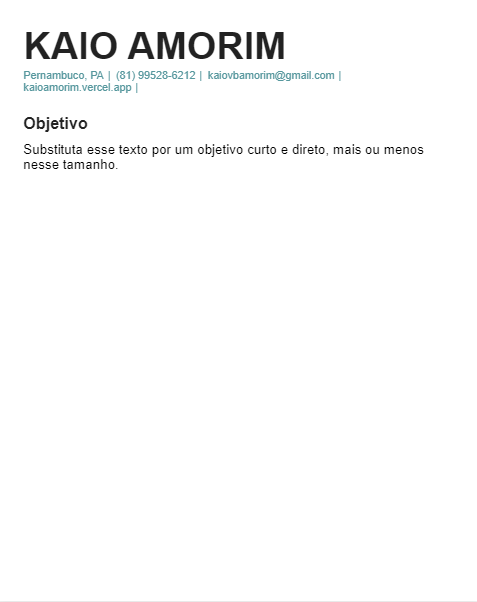 KAIO AMORIM
Pernambuco, PA | (81) 99528-6212 | kaiovbamorim@gmail.com |
kaioamorim.vercel.app |
Objetivo
Substituta esse texto por um objetivo curto e direto, mais ou menos
nesse tamanho.